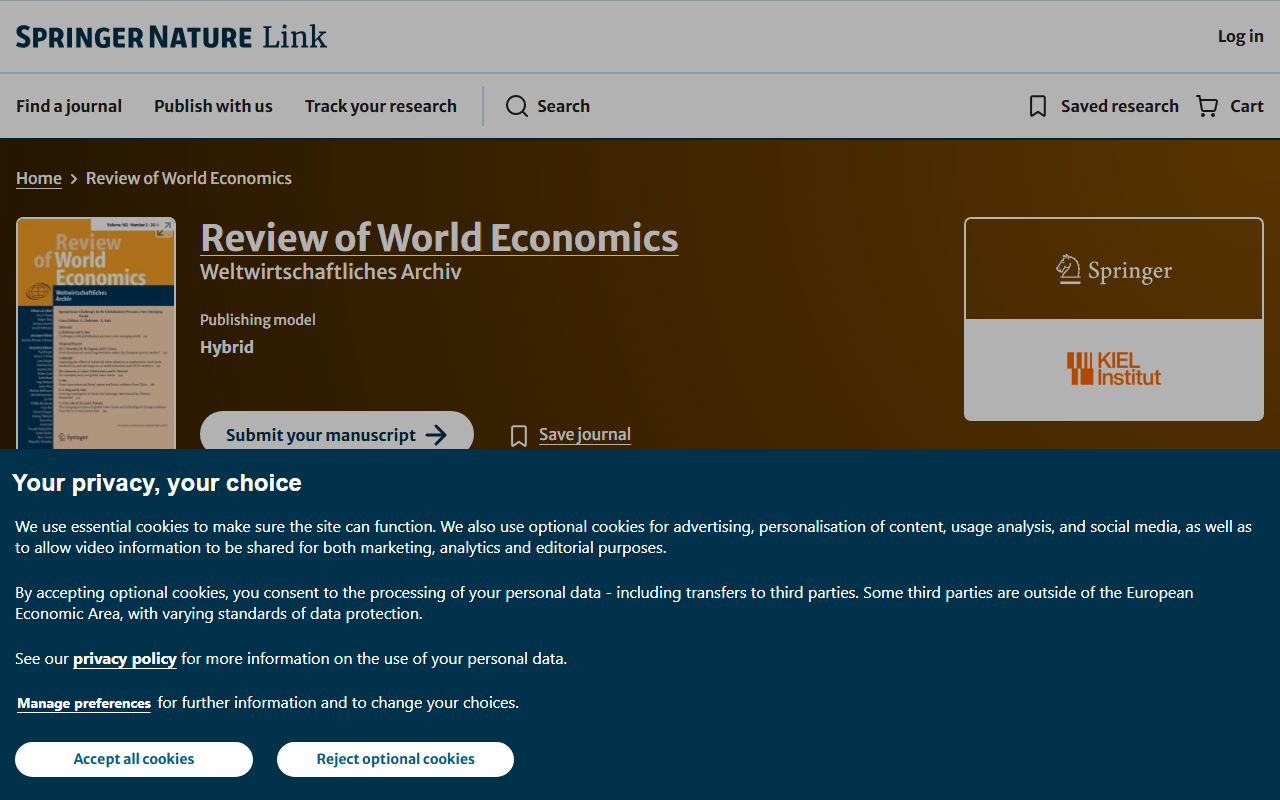 SPRINGER NATURE Link
Log in
Find a journal
Publish with us
Track your research
Search
Saved research
Cart
Home
Review of World Economics
Review
of World
Economics
Weltwirtschaftliches
Archiv
Springer
Review of World Economics
Weltwirtschaftliches Archiv
Publishing model
Hybrid
Submit your manuscript
Save journal
Springer
KIEL
Institut
Your privacy, your choice
We use essential cookies to make sure the site can function. We also use optional cookies for advertising, personalisation of content, usage analysis, and social media, as well as
to allow video information to be shared for both marketing, analytics and editorial purposes.
By accepting optional cookies, you consent to the processing of your personal data - including transfers to third parties. Some third parties are outside of the European
Economic Area, with varying standards of data protection.
See our privacy policy for more information on the use of your personal data.
Manage preferences for further information and to change your choices.
Accept all cookies
Reject optional cookies